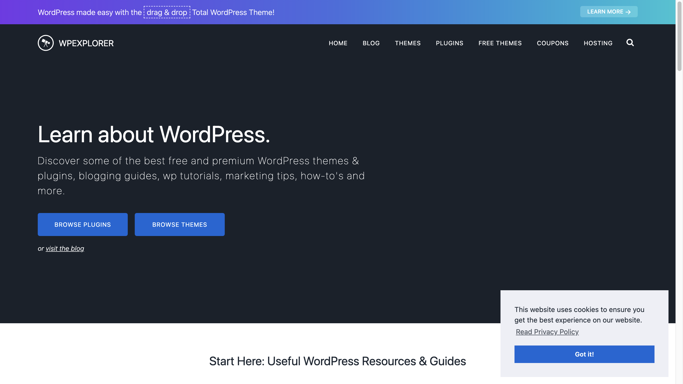 WordPress made easy with the drag & drop Total WordPress Theme!
LEARN MORE →
WPEXPLORER
HOME BLOG THEMES PLUGINS FREE THEMES COUPONS HOSTING
Learn about WordPress.
Discover some of the best free and premium WordPress themes &
plugins, blogging guides, wp tutorials, marketing tips, how-to's and
more.
BROWSE PLUGINS BROWSE THEMES
or visit the blog
This website uses cookies to ensure you
get the best experience on our website.
Read Privacy Policy
Got it!
Start Here: Useful WordPress Resources & Guides